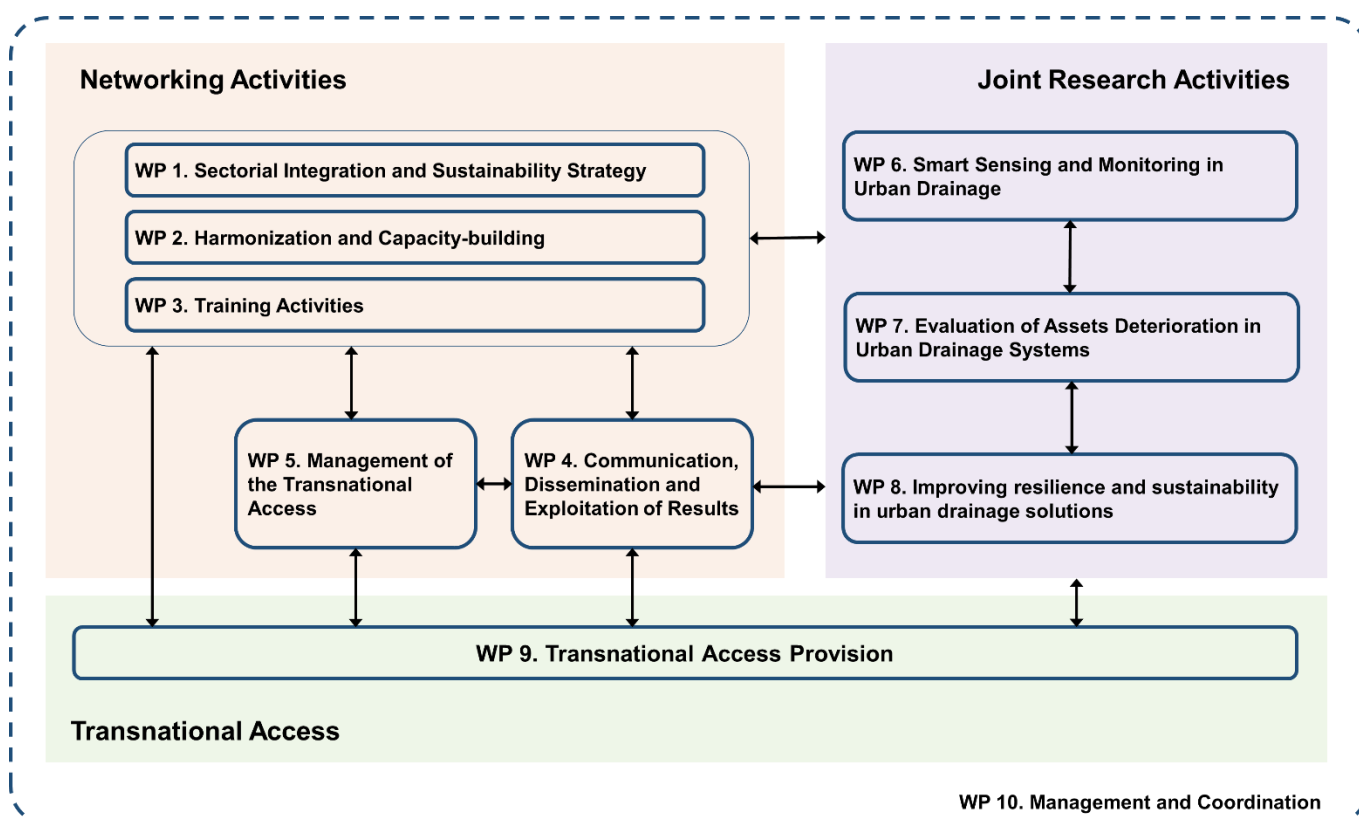 Networking Activities
WP 1. Sectorial Integration and Sustainability Strategy
WP 2. Harmonization and Capacity-building
WP 3. Training Activities
WP 5. Management of
the Transnational
Access
WP 4. Communication,
Dissemination and
Exploitation of Results
Joint Research Activities
WP 6. Smart Sensing and Monitoring in
Urban Drainage
WP 7. Evaluation of Assets Deterioration in
Urban Drainage Systems
WP 8. Improving resilience and sustainability
in urban drainage solutions
WP 9. Transnational Access Provision
Transnational Access
WP 10. Management and Coordination